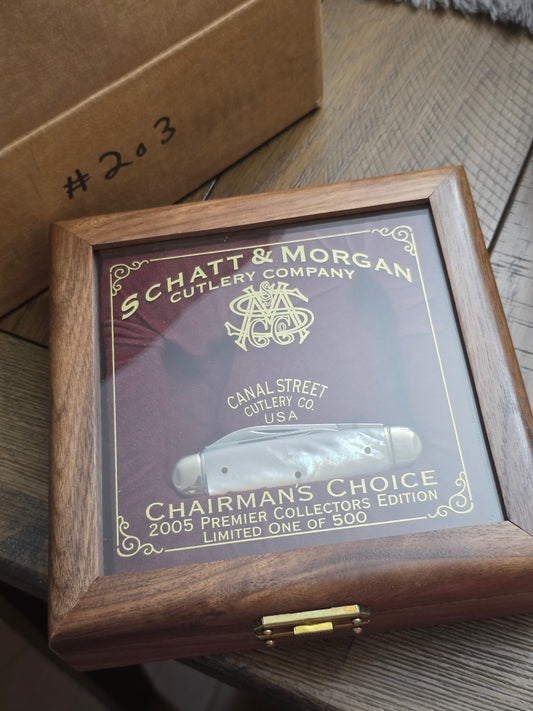 #203
SCHATT & MORGAN
CUTLERY COMPANY
CANAL STREET
CUTLERY CO.
USA
CHAIRMANS CHOICE
2005 PREMIER COLLECTORS EDITION
LIMITED ONE OF 500